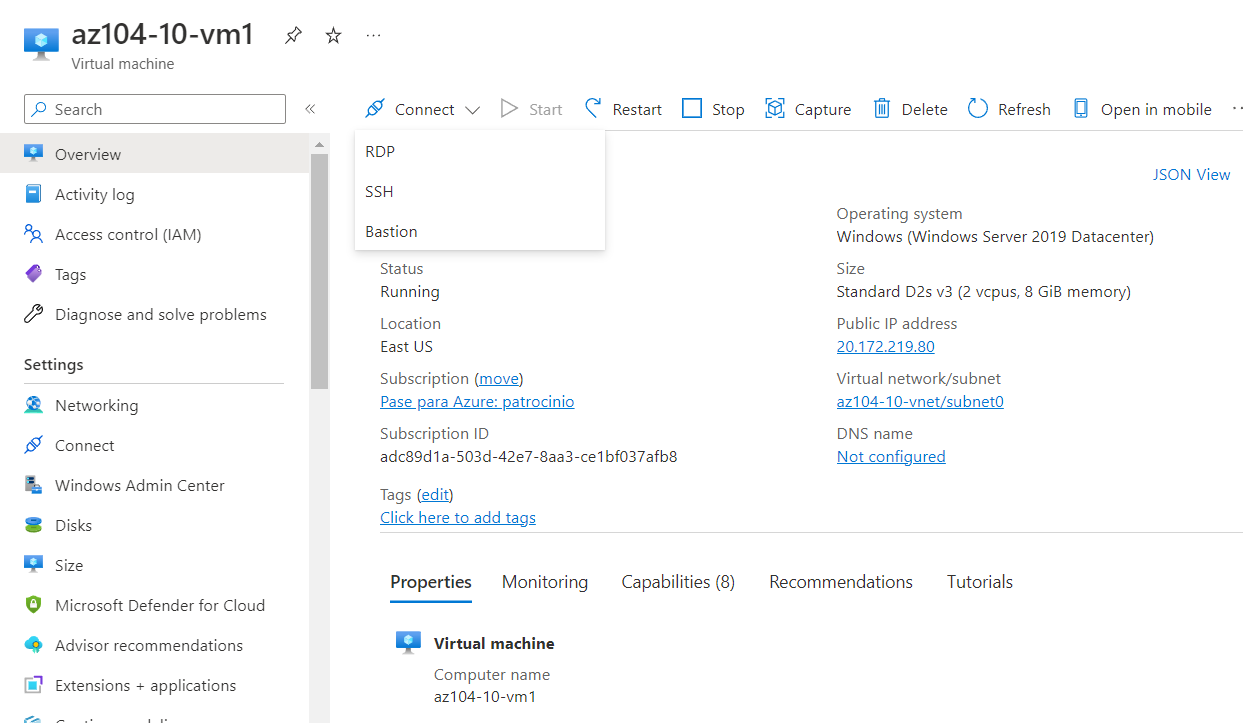 az104-10-vm1
Virtual machine
Search
Overview
Activity log
Access control (IAM)
Tags
Diagnose and solve problems
Settings
Networking
Connect
Windows Admin Center
Disks
Size
Microsoft Defender for Cloud
Advisor recommendations
Extensions + applications
Connect Start Restart Stop Capture Delete Refresh Open in mobile
RDP
SSH
Bastion
JSON View
Status
Running
Location
East US
Subscription (move)
Pase para Azure: patrocinio
Subscription ID
adc89d1a-503d-42e7-8aa3-ce1bf037afb8
Tags (edit)
Click here to add tags
Operating system
Windows (Windows Server 2019 Datacenter)
Size
Standard D2s v3 (2 vcpus, 8 GiB memory)
Public IP address
20.172.219.80
Virtual network/subnet
az104-10-vnet/subnet0
DNS name
Not configured
Properties Monitoring Capabilities (8) Recommendations Tutorials
Virtual machine
Computer name
az104-10-vm1